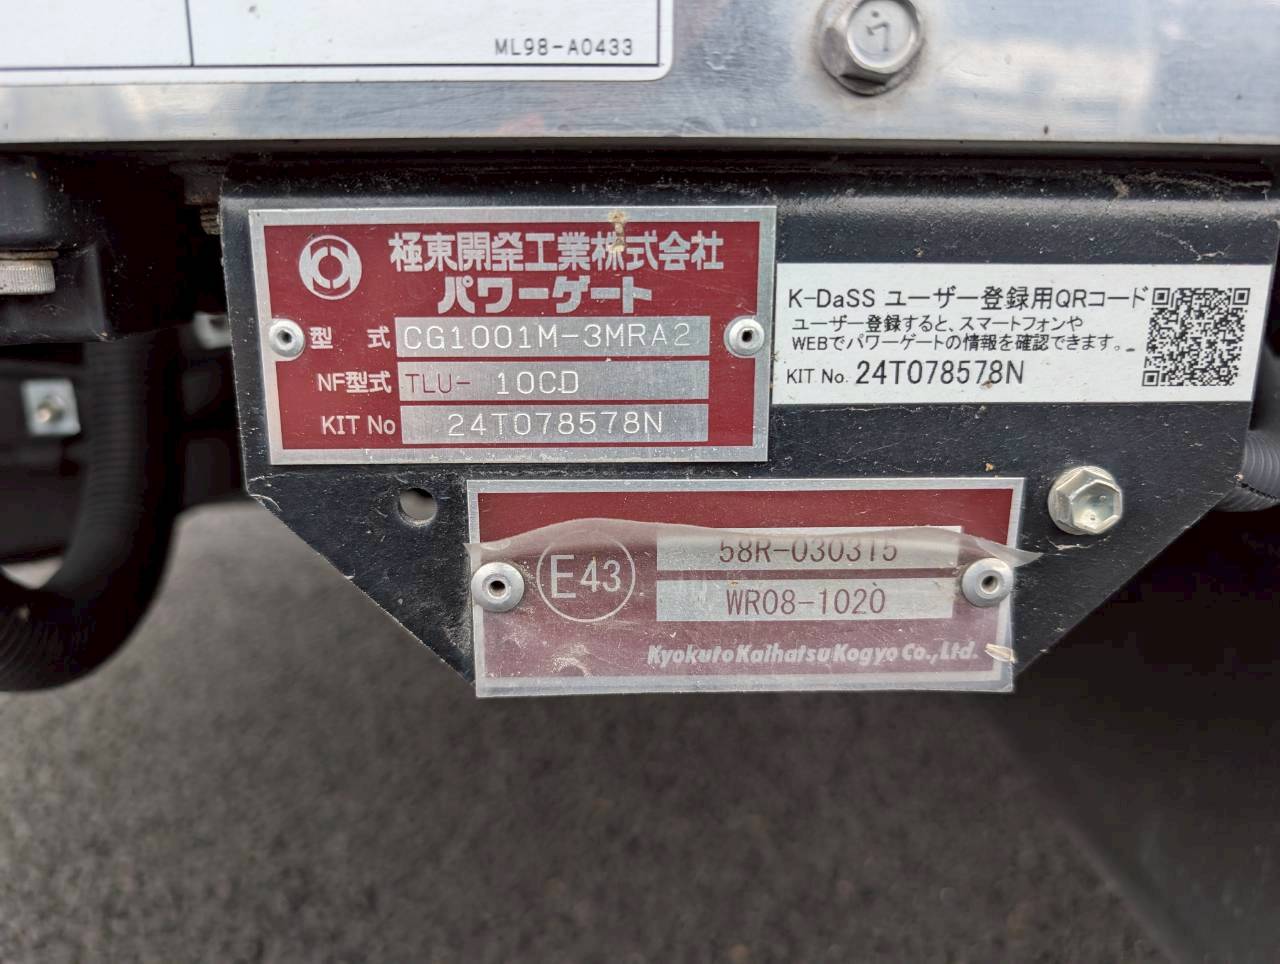 ML98-A0433
極東開発工業株式会社
パワーゲート
型 式 CG1001M-3MRA2
NF型式 TLU- 10CD
KIT No 24T078578N
K-DaSS ユーザー登録用QRコード
ユーザー登録すると、スマートフォンや
WEBでパワーゲートの情報を確認できます。
KIT No. 24T078578N
E43
58R-030315
WR08-1020
Kyokuto Kaihatsu Kogyo Co., Ltd.